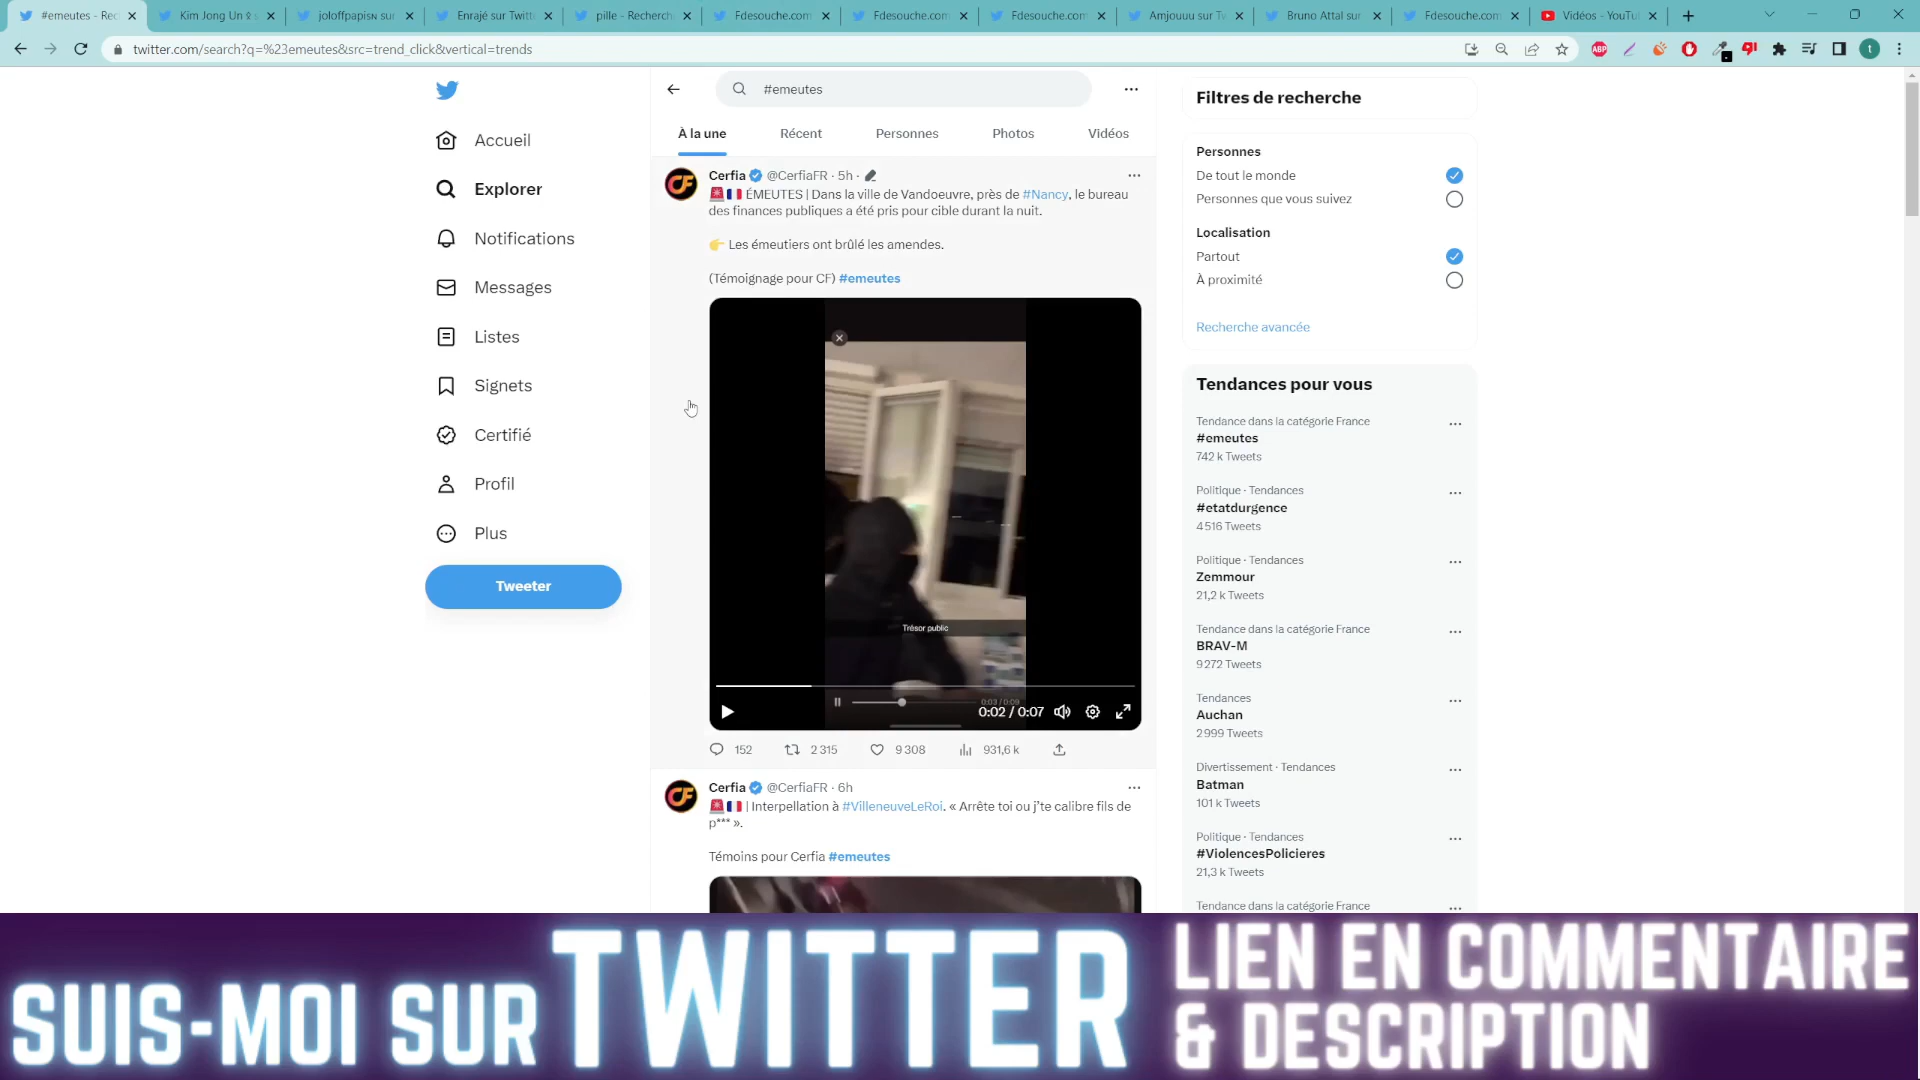 #emeutes - Rec
Kim Jong Un
joloffpapisɴ sur
Enrajé sur Twitt
pille - Recherch
Fdesouche.com
Fdesouche.com
Fdesouche.com
Amjouuu sur Tw
Bruno Attal sur
Fdesouche.com
Vidéos - YouTu
twitter.com/search?q=%23emeutes&src=trend_click&vertical=trends
ABP
t
Accueil
Explorer
Notifications
Messages
Listes
Signets
Certifié
Profil
Plus
Tweeter
#emeutes
À la une
Récent
Personnes
Photos
Vidéos
Cerfia @CerfiaFR · 5h ·
ÉMEUTES | Dans la ville de Vandoeuvre, près de #Nancy, le bureau
des finances publiques a été pris pour cible durant la nuit.
Les émeutiers ont brûlé les amendes.
(Témoignage pour CF) #emeutes
Trésor public
0:03 / 0:09
0:02 / 0:07
152
2 315
9 308
931,6 k
Cerfia @CerfiaFR · 6h
| Interpellation à #VilleneuveLeRoi. « Arrête toi ou j’te calibre fils de
p*** ».
Témoins pour Cerfia #emeutes
Filtres de recherche
Personnes
De tout le monde
Personnes que vous suivez
Localisation
Partout
À proximité
Recherche avancée
Tendances pour vous
Tendance dans la catégorie France
#emeutes
742 k Tweets
Politique · Tendances
#etatdurgence
4 516 Tweets
Politique · Tendances
Zemmour
21,2 k Tweets
Tendance dans la catégorie France
BRAV-M
9 272 Tweets
Tendances
Auchan
2 999 Tweets
Divertissement · Tendances
Batman
101 k Tweets
Politique · Tendances
#ViolencesPolicieres
21,3 k Tweets
Tendance dans la catégorie France
SUIS-MOI SUR TWITTER
LIEN EN COMMENTAIRE
& DESCRIPTION